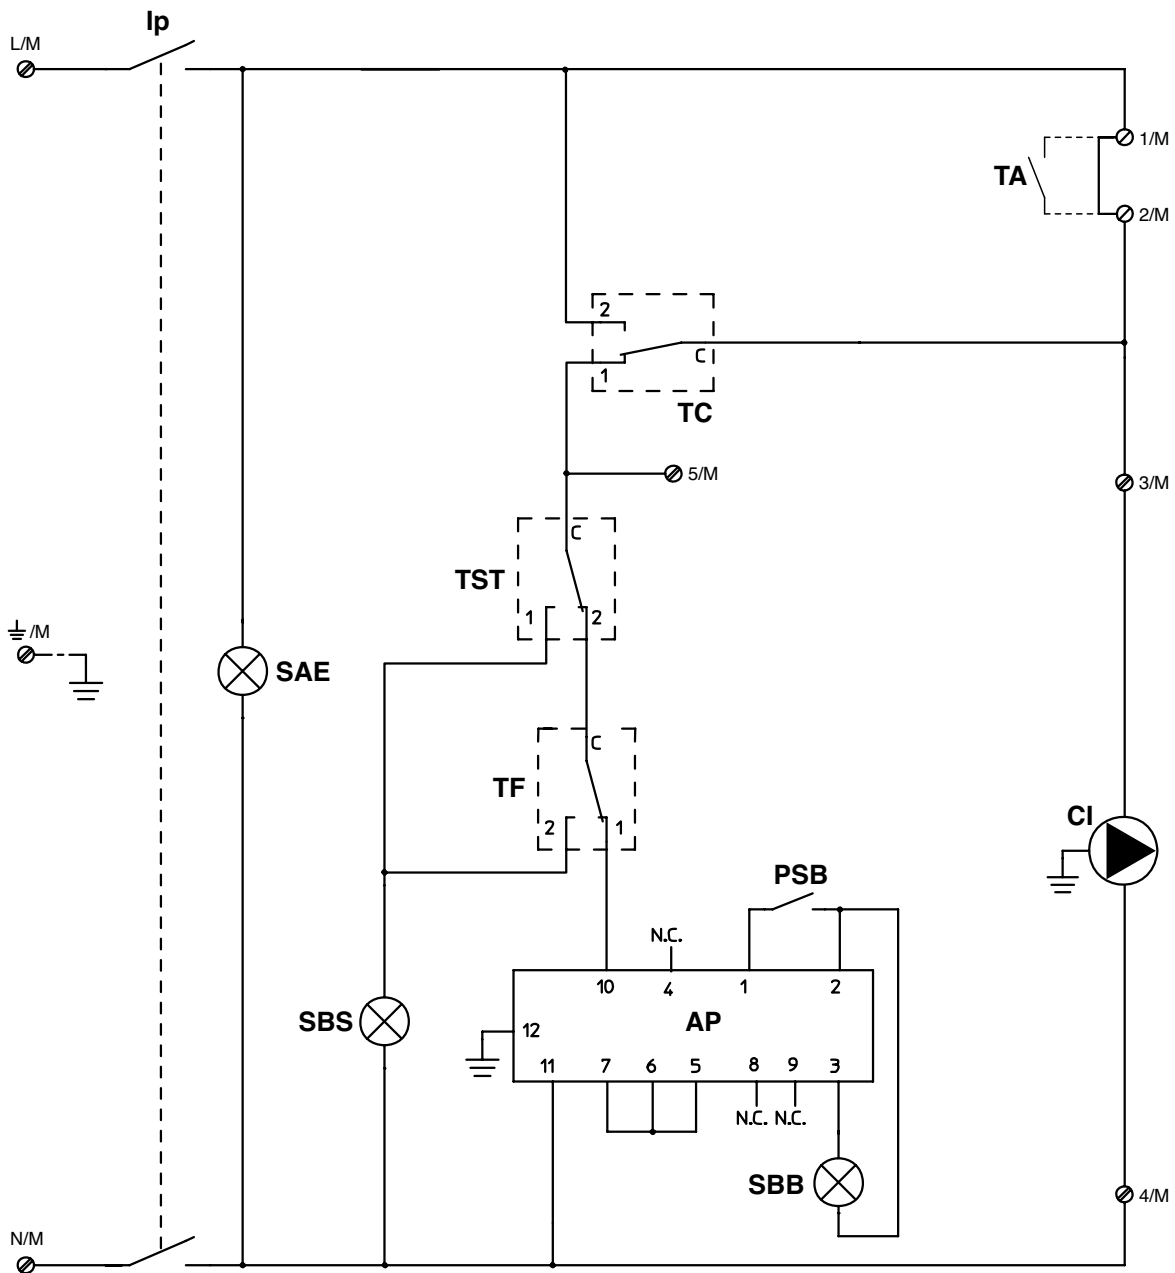 Ip
L/M
1/M
TA
2/M
2
C
1
TC
5/M
3/M
C
TST
1
2
/M
SAE
C
TF
2
1
CI
PSB
N.C.
10
4
1
2
SBS
12
AP
11
7
6
5
8
9
3
N.C.
N.C.
SBB
4/M
N/M